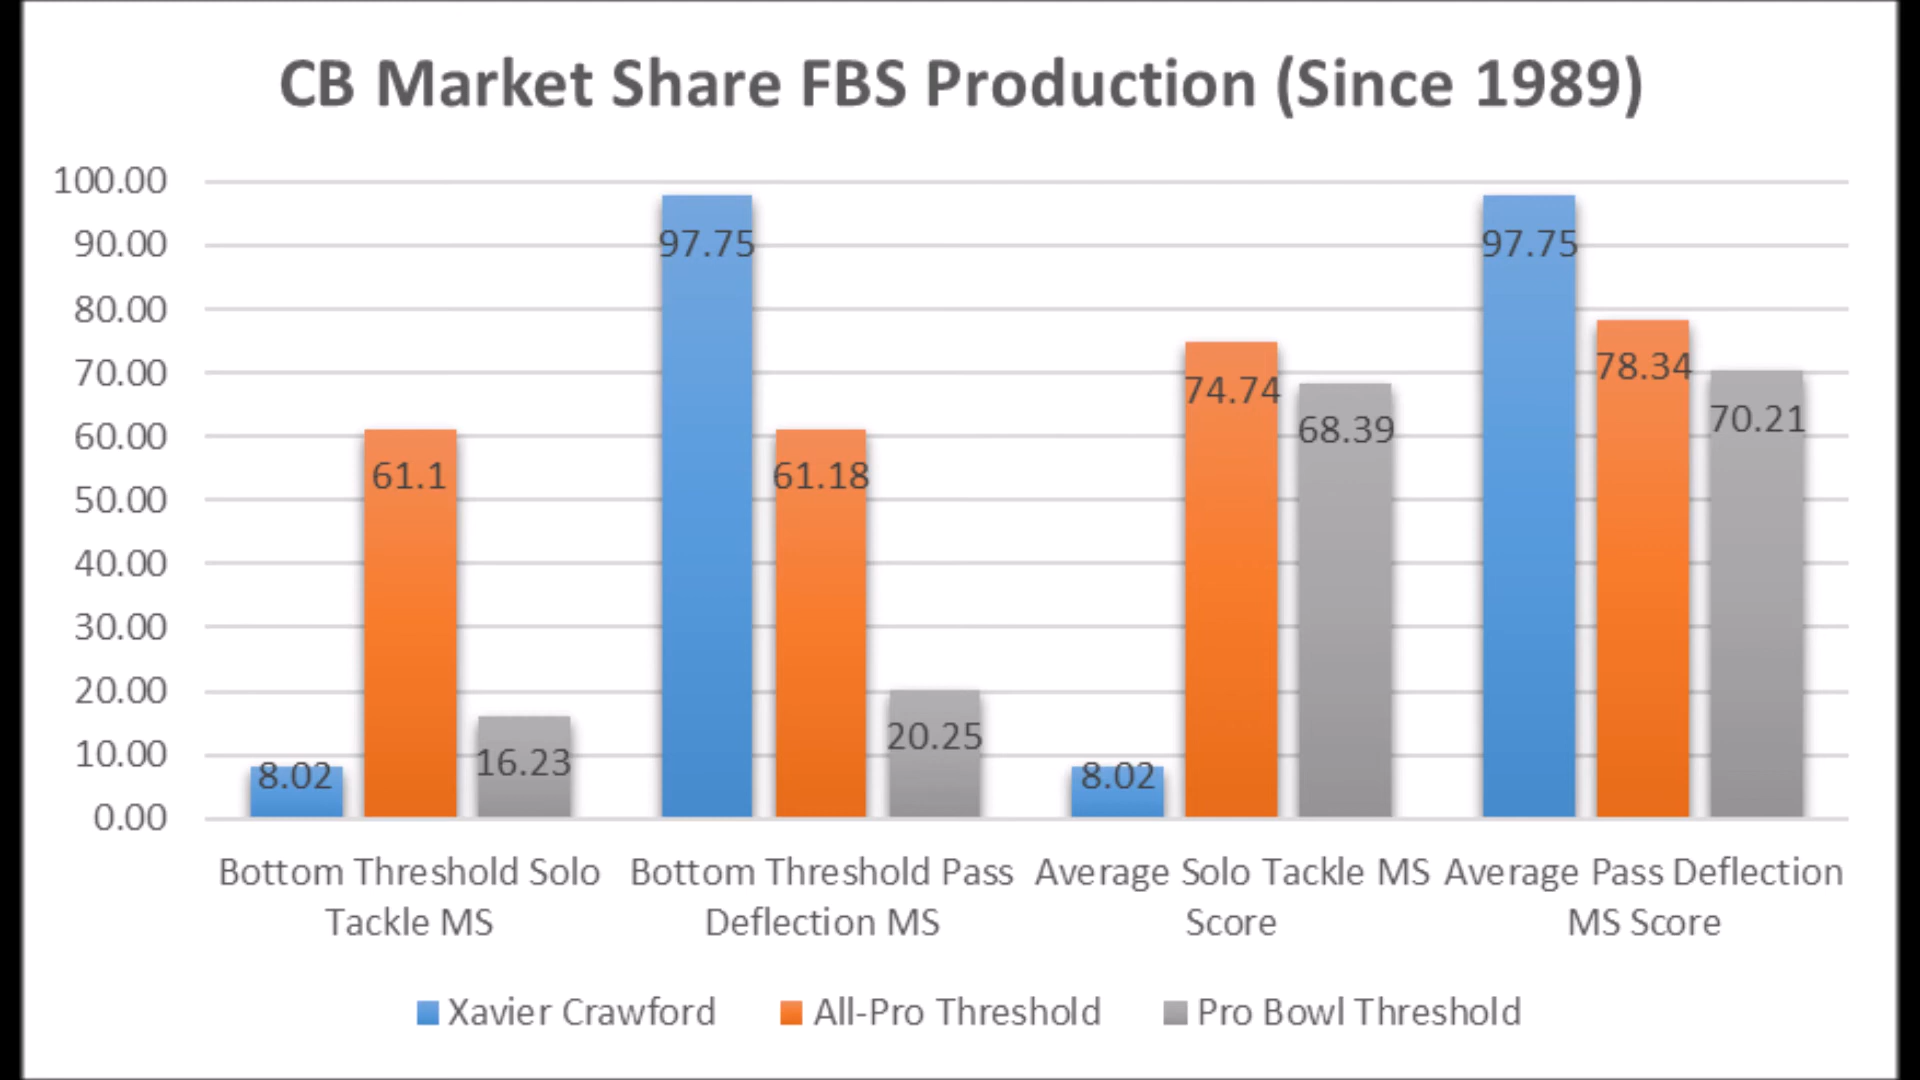 CB Market Share FBS Production (Since 1989)
100.00
90.00
80.00
70.00
60.00
50.00
40.00
30.00
20.00
10.00
0.00
8.02
61.1
16.23
97.75
61.18
20.25
8.02
74.74
68.39
97.75
78.34
70.21
Bottom Threshold Solo
Tackle MS
Bottom Threshold Pass
Deflection MS
Average Solo Tackle MS
Score
Average Pass Deflection
MS Score
Xavier Crawford
All-Pro Threshold
Pro Bowl Threshold